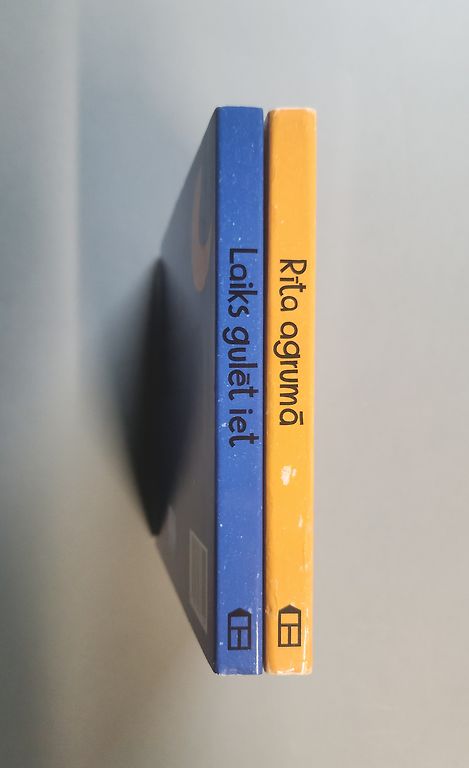 Laiks gulēt iet
Rīta agrumā